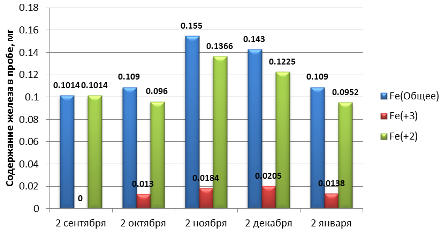 Содержание железа в пробе, мг
0.18
0.16
0.14
0.12
0.1
0.08
0.06
0.04
0.02
0
0.1014
0
0.1014
0.109
0.013
0.096
0.155
0.0184
0.1366
0.143
0.0205
0.1225
0.109
0.0138
0.0952
2 сентября
2 октября
2 ноября
2 декабря
2 января
Fe(Общее)
Fe(+3)
Fe(+2)